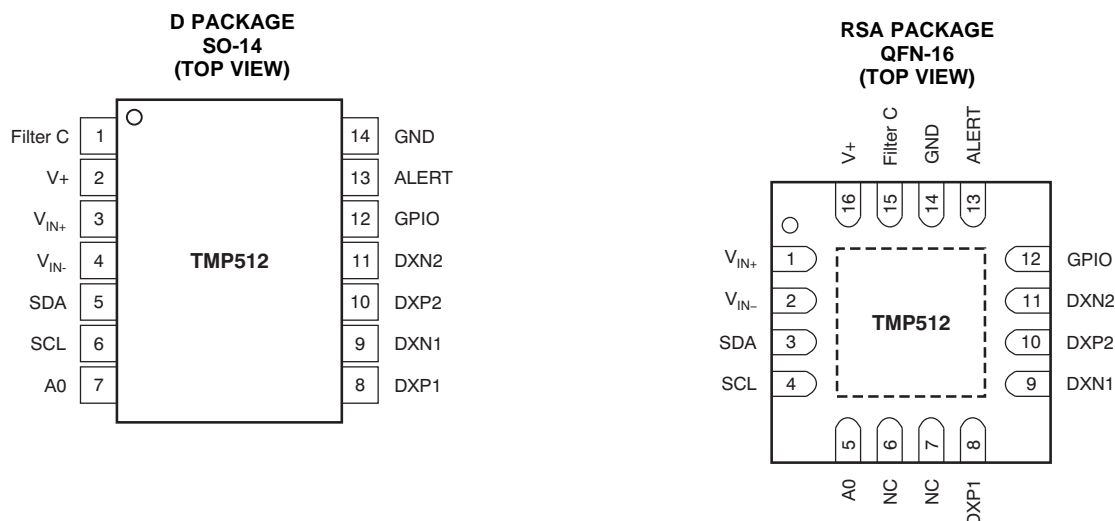 D PACKAGE
SO-14
(TOP VIEW)
Filter C 1
V+ 2
VIN+ 3
VIN- 4
SDA 5
SCL 6
A0 7
TMP512
14 GND
13 ALERT
12 GPIO
11 DXN2
10 DXP2
9 DXN1
8 DXP1
RSA PACKAGE
QFN-16
(TOP VIEW)
V+ Filter C GND ALERT
16 15 14 13
VIN+ 1
VIN– 2
SDA 3
SCL 4
TMP512
12 GPIO
11 DXN2
10 DXP2
9 DXN1
5 6 7 8
A0 NC NC DXP1